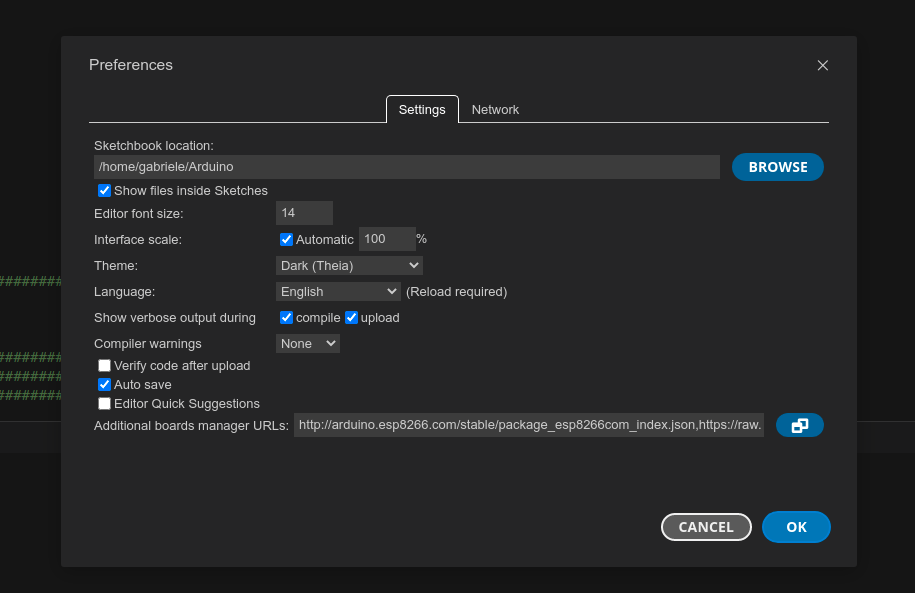 Preferences
Settings Network
Sketchbook location:
/home/gabriele/Arduino BROWSE
Show files inside Sketches
Editor font size: 14
Interface scale: Automatic 100 %
Theme: Dark (Theia)
Language: English (Reload required)
Show verbose output during compile upload
Compiler warnings None
Verify code after upload
Auto save
Editor Quick Suggestions
Additional boards manager URLs: http://arduino.esp8266.com/stable/package_esp8266com_index.json,https://raw.
CANCEL OK